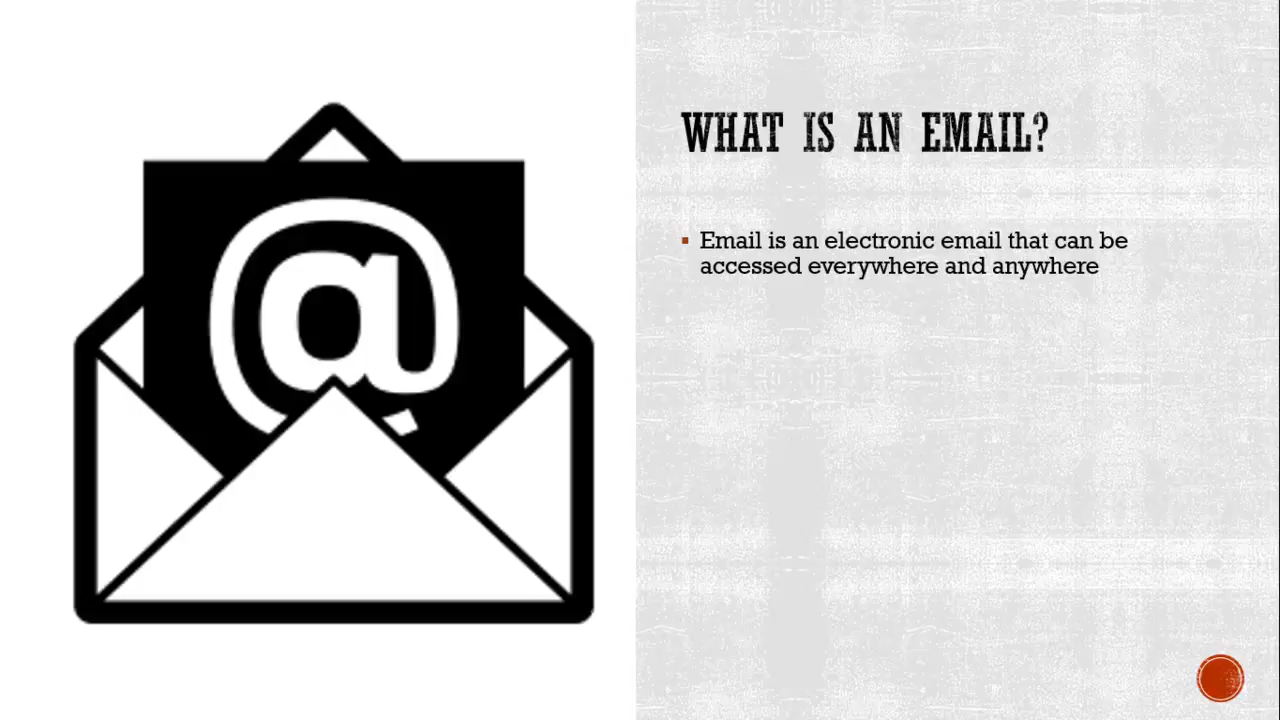 WHAT IS AN EMAIL?
Email is an electronic email that can be
accessed everywhere and anywhere